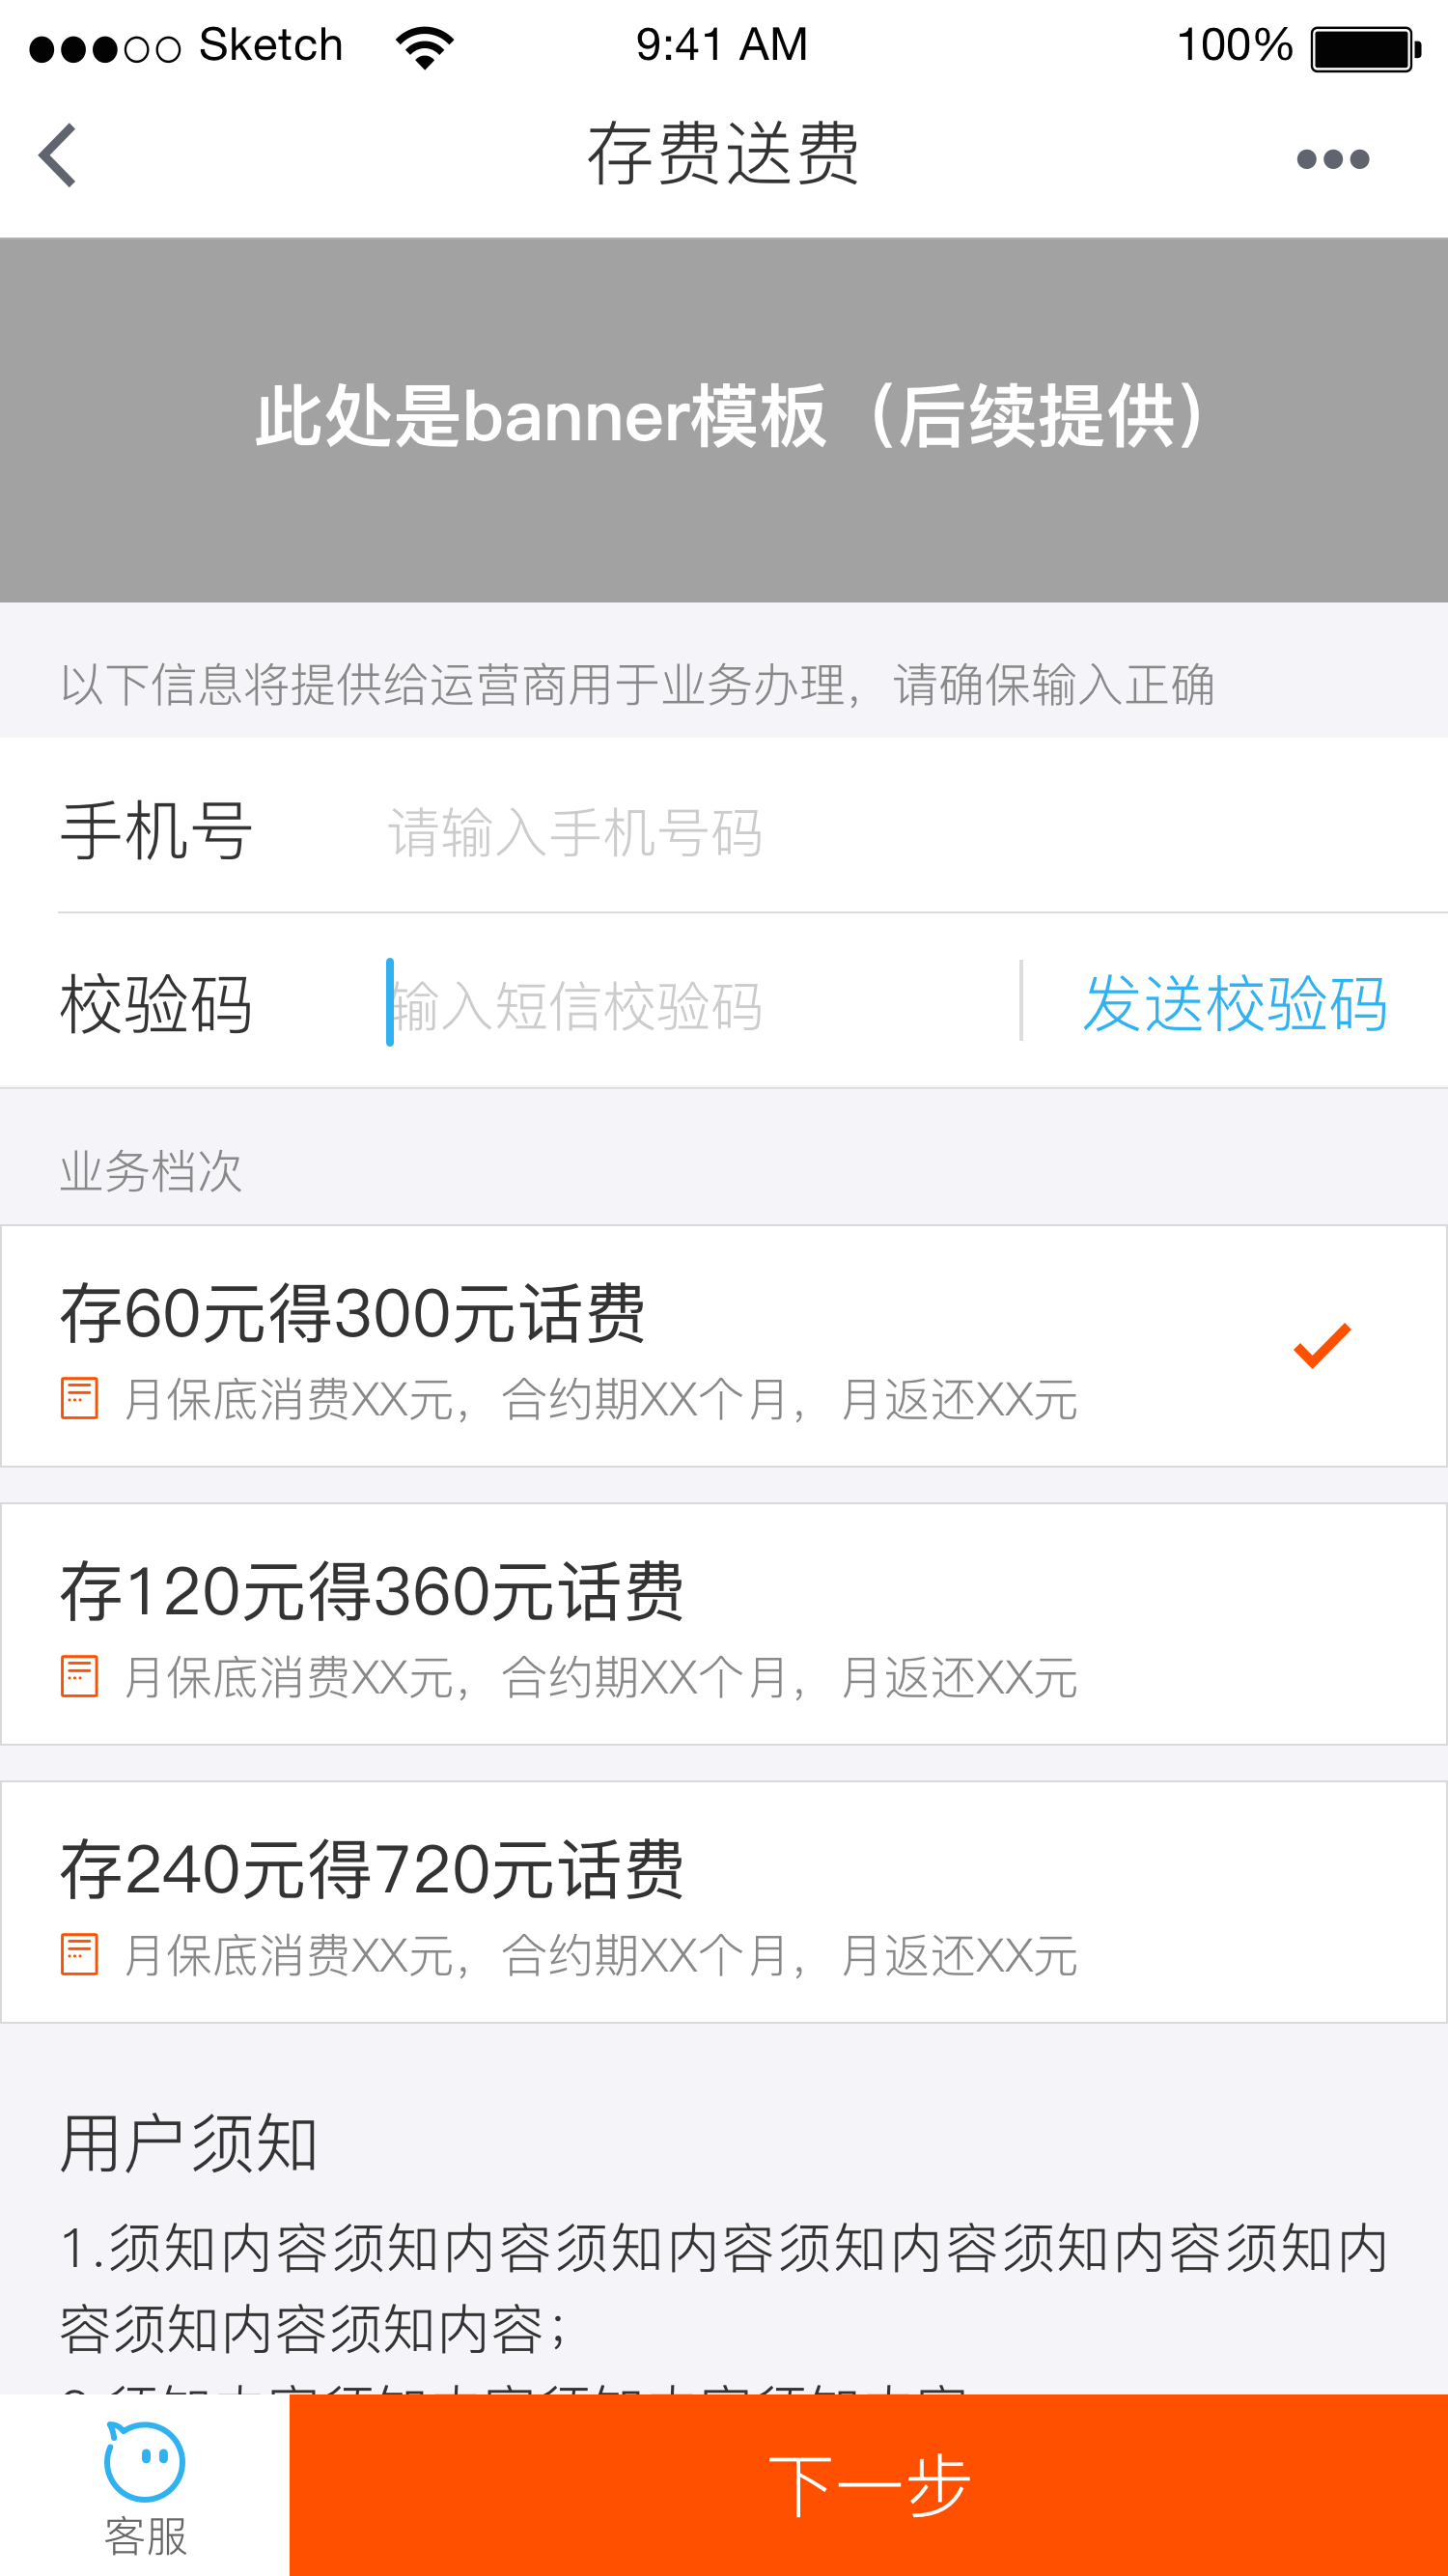 Sketch 9:41 AM 100%
存费送费
此处是banner模板（后续提供）
以下信息将提供给运营商用于业务办理，请确保输入正确
手机号 请输入手机号码
校验码 输入短信校验码 发送校验码
业务档次
存60元得300元话费
月保底消费XX元，合约期XX个月，月返还XX元
存120元得360元话费
月保底消费XX元，合约期XX个月，月返还XX元
存240元得720元话费
月保底消费XX元，合约期XX个月，月返还XX元
用户须知
1.须知内容须知内容须知内容须知内容须知内容须知内
容须知内容须知内容；
下一步
客服